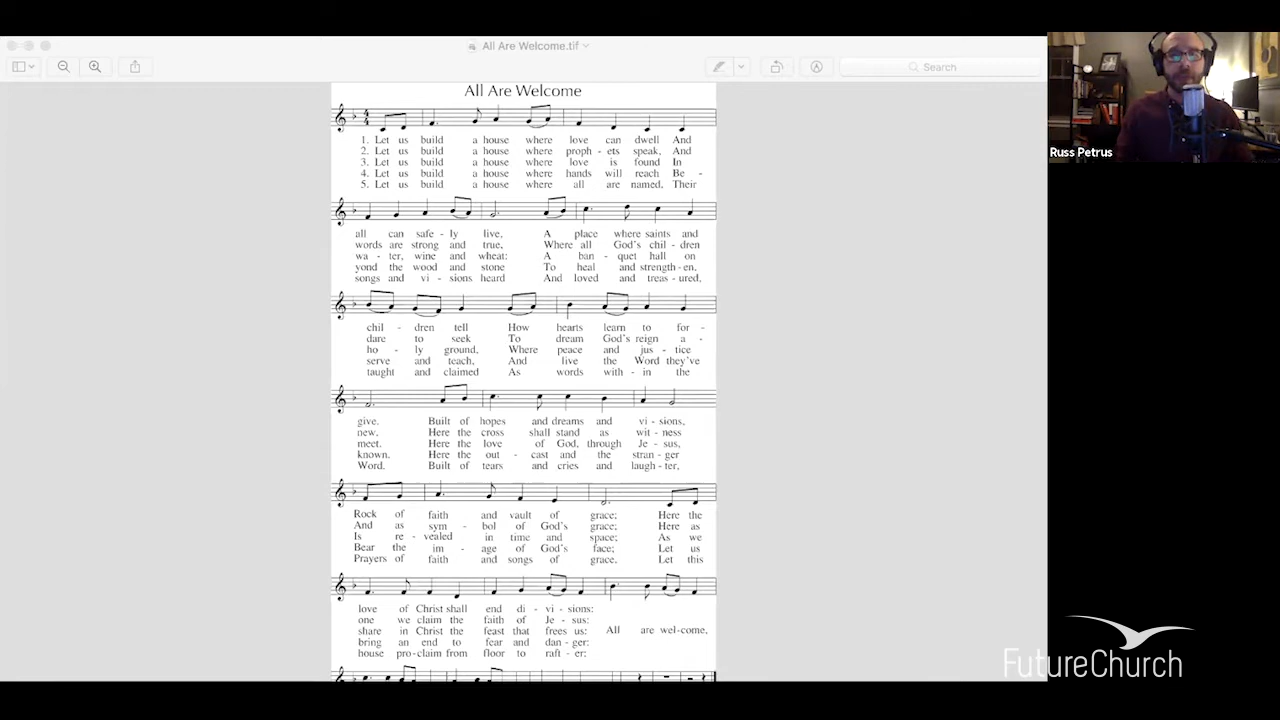 All Are Welcome.tif
Search
All Are Welcome
1. Let us build a house where love can dwell And
2. Let us build a house where proph - ets speak, And
3. Let us build a house where love is found In
4. Let us build a house where hands will reach Be -
5. Let us build a house where all are named, Their
all can safe - ly live, A place where saints and
words are strong and true, Where all God's chil - dren
wa - ter, wine and wheat: A ban - quet hall on
yond the wood and stone To heal and strength - en,
songs and vi - sions heard And loved and treas - ured,
chil - dren tell How hearts learn to for -
dare to seek To dream God's reign a -
ho - ly ground, Where peace and jus - tice
serve and teach, And live the Word they've
taught and claimed As words with - in the
give. Built of hopes and dreams and vi - sions,
new. Here the cross shall stand as wit - ness
meet. Here the love of God, through Je - sus,
known. Here the out - cast and the stran - ger
Word. Built of tears and cries and laugh - ter,
Rock of faith and vault of grace; Here the
And as sym - bol of God's grace; Here as
Is re - vealed in time and space; As we
Bear the im - age of God's face; Let us
Prayers of faith and songs of grace. Let this
love of Christ shall end di - vi - sions:
one we claim the faith of Je - sus:
share in Christ the feast that frees us: All are wel - come,
bring an end to fear and dan - ger:
house pro - claim from floor to raft - er:
Russ Petrus
FutureChurch